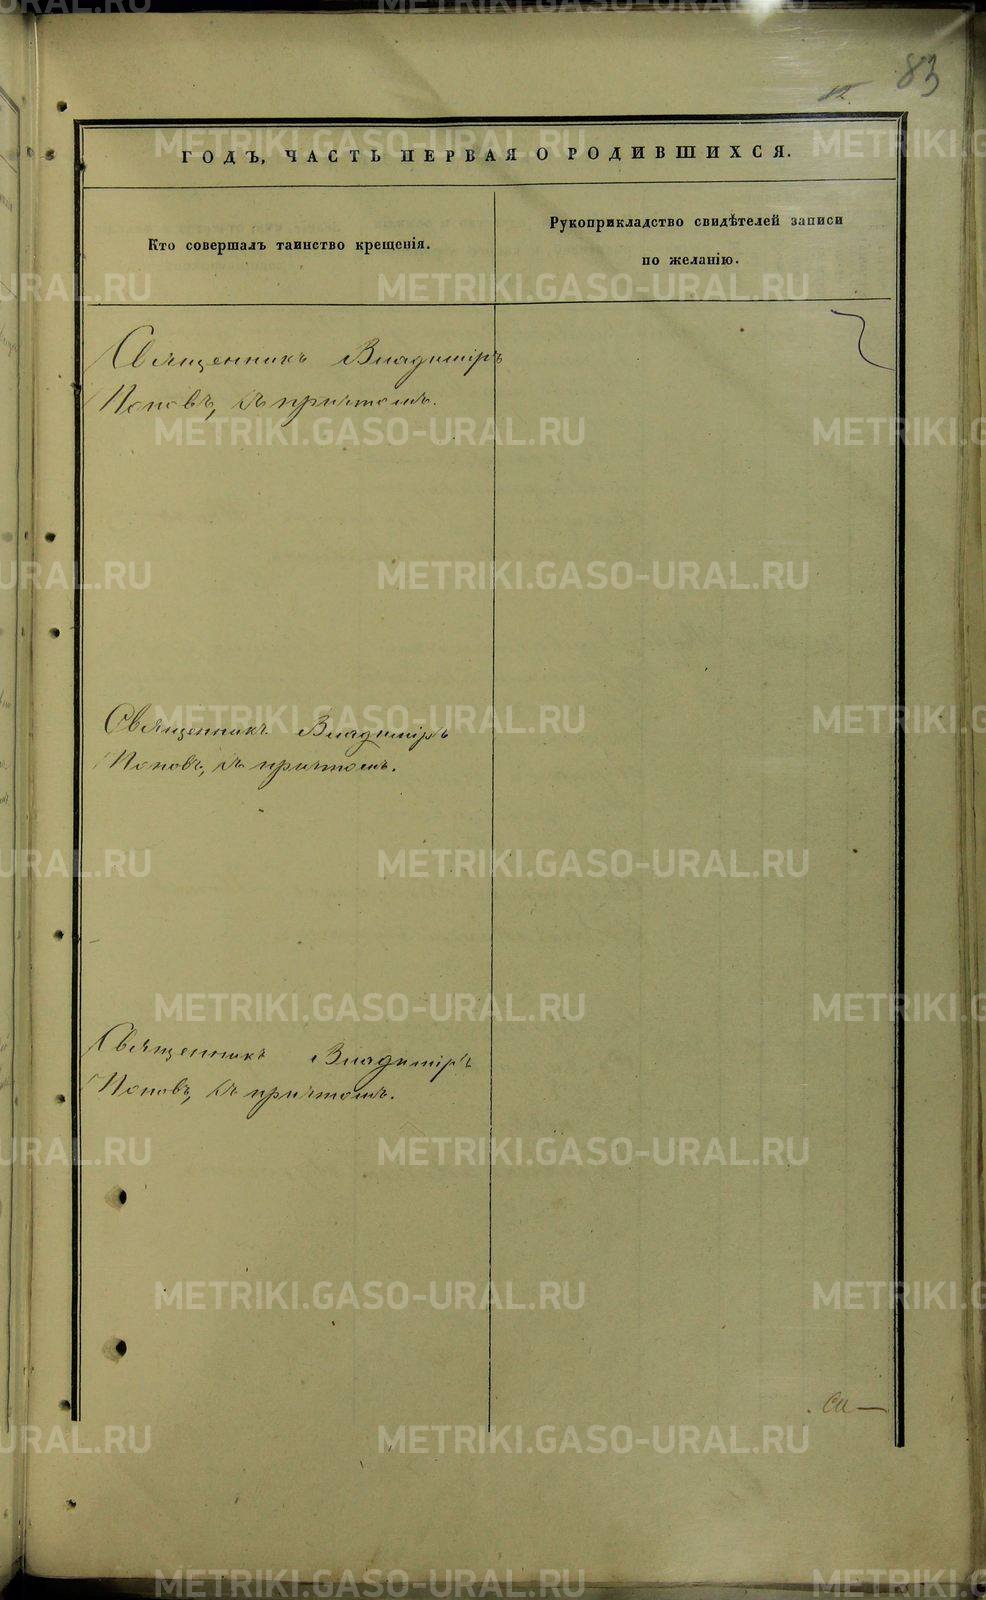 83
12.
ГОДЪ, ЧАСТЬ ПЕРВАЯ О РОДИВШИХСЯ.
Кто совершалъ таинство крещенія.
Рукоприкладство свидѣтелей записи
по желанію.
Священникъ Владиміръ
Поповъ, съ причтомъ.
Священникъ Владиміръ
Поповъ, съ причтомъ.
Священникъ Владиміръ
Поповъ, съ причтомъ.
METRIKI.GASO-URAL.RU